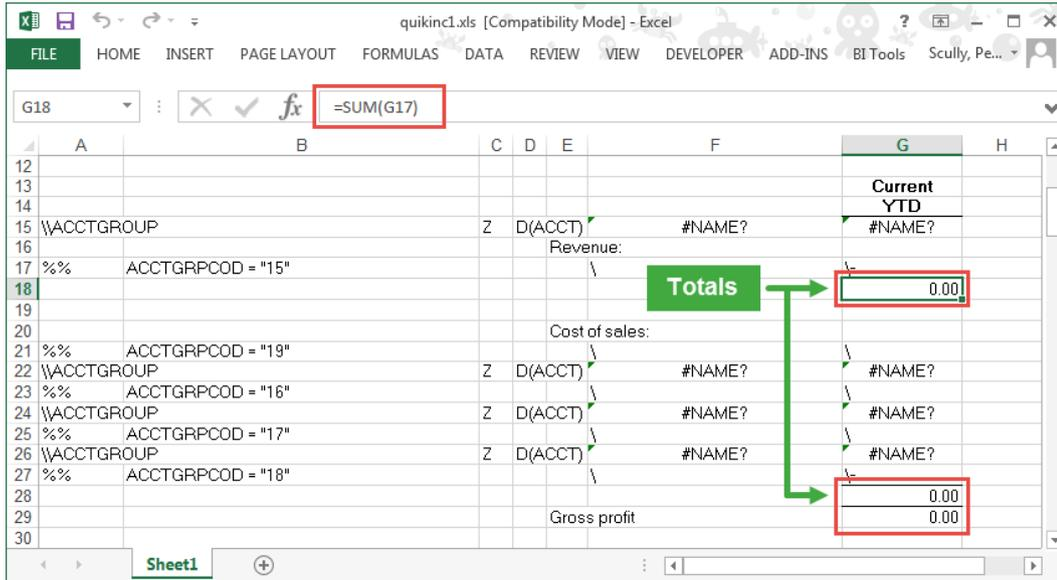 quikinc1.xls [Compatibility Mode] - Excel
FILE HOME INSERT PAGE LAYOUT FORMULAS DATA REVIEW VIEW DEVELOPER ADD-INS BI Tools Scully, Pe...
G18 fx =SUM(G17)
A B C D E F G H
12
13 Current
14 YTD
15 \\ACCTGROUP Z D(ACCT) #NAME? #NAME?
16 Revenue:
17 %% ACCTGRPCOD = "15" \ \-
18 Totals 0.00
19
20 Cost of sales:
21 %% ACCTGRPCOD = "19" \ \
22 \\ACCTGROUP Z D(ACCT) #NAME? #NAME?
23 %% ACCTGRPCOD = "16" \ \
24 \\ACCTGROUP Z D(ACCT) #NAME? #NAME?
25 %% ACCTGRPCOD = "17" \ \
26 \\ACCTGROUP Z D(ACCT) #NAME? #NAME?
27 %% ACCTGRPCOD = "18" \ \-
28 0.00
29 Gross profit 0.00
30
Sheet1